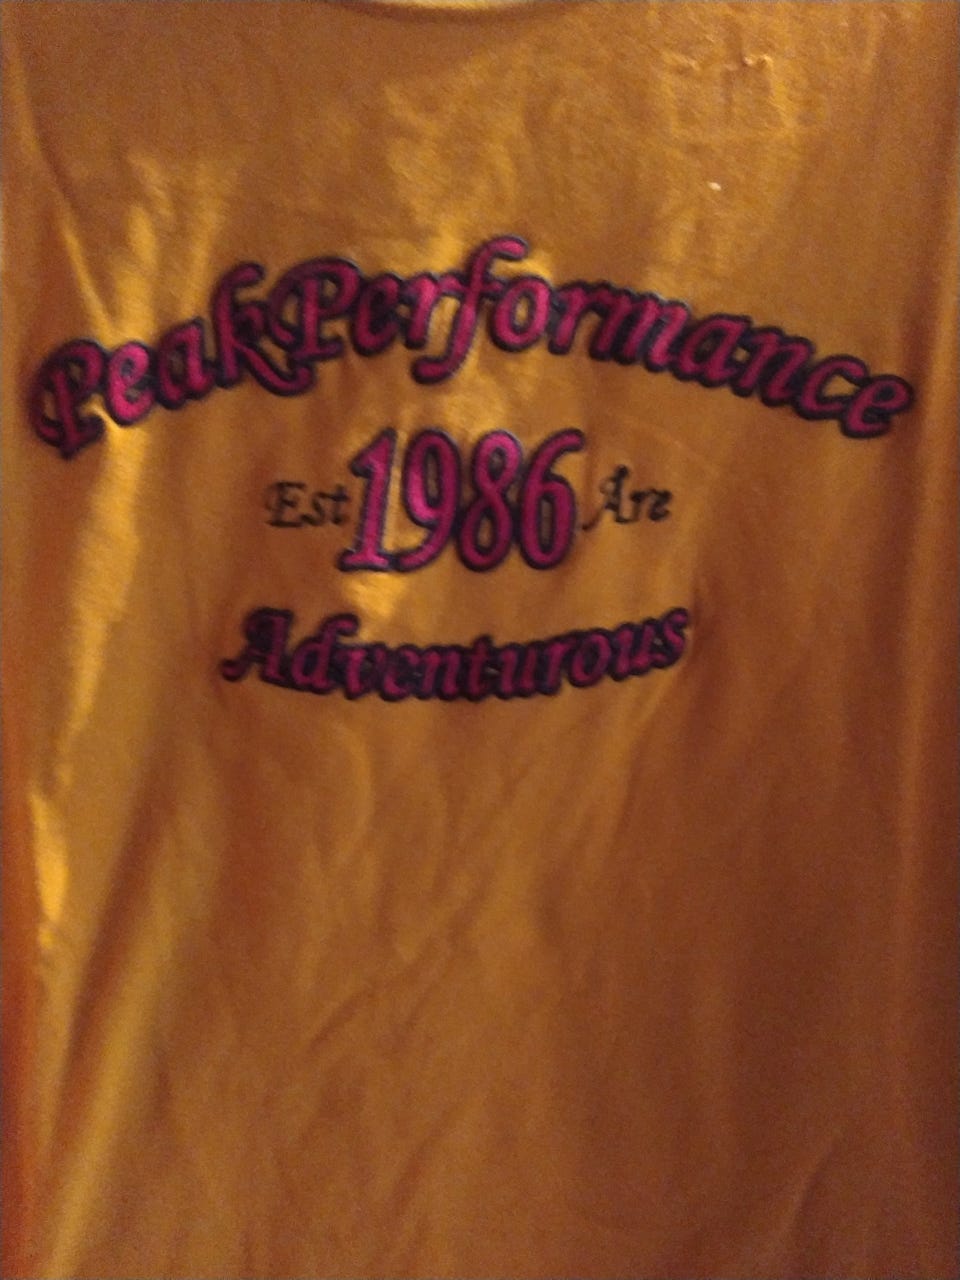 PeakPerformance
Est 1986 Åre
Adventurous